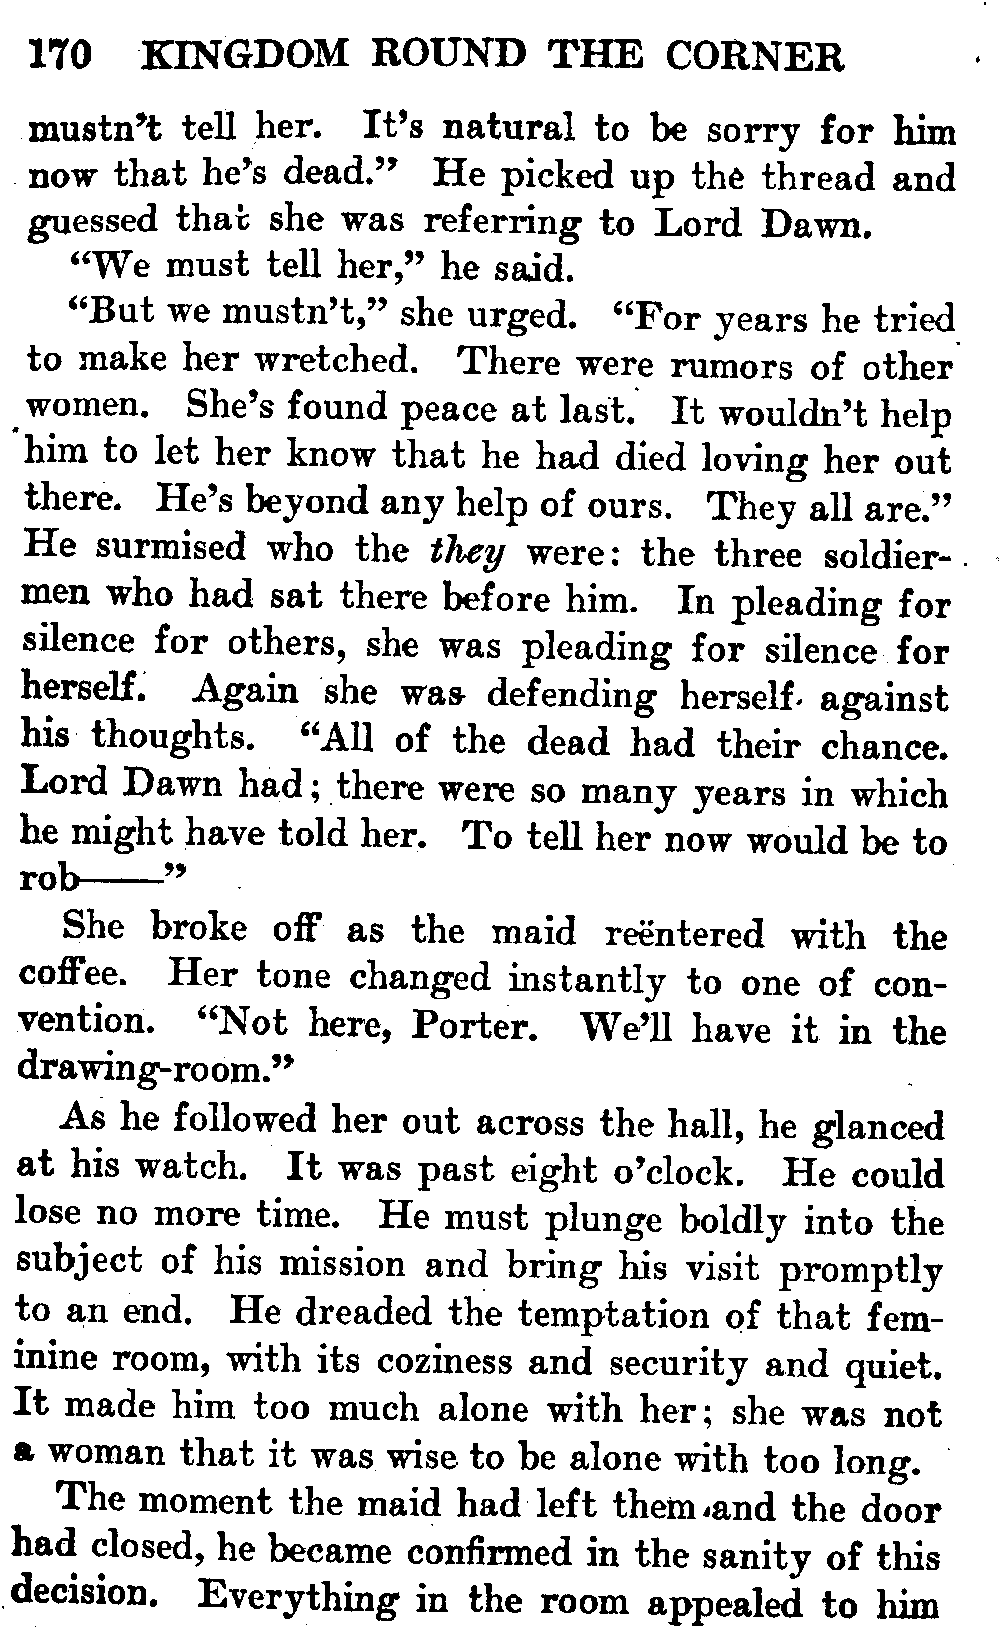 170 KINGDOM ROUND THE CORNER
mustn't tell her. It's natural to be sorry for him
now that he's dead." He picked up the thread and
guessed that she was referring to Lord Dawn.
"We must tell her," he said.
"But we mustn't," she urged. "For years he tried
to make her wretched. There were rumors of other
women. She's found peace at last. It wouldn't help
him to let her know that he had died loving her out
there. He's beyond any help of ours. They all are."
He surmised who the they were: the three soldier-
men who had sat there before him. In pleading for
silence for others, she was pleading for silence for
herself. Again she was defending herself against
his thoughts. "All of the dead had their chance.
Lord Dawn had; there were so many years in which
he might have told her. To tell her now would be to
rob——"
She broke off as the maid reëntered with the
coffee. Her tone changed instantly to one of con-
vention. "Not here, Porter. We'll have it in the
drawing-room."
As he followed her out across the hall, he glanced
at his watch. It was past eight o'clock. He could
lose no more time. He must plunge boldly into the
subject of his mission and bring his visit promptly
to an end. He dreaded the temptation of that fem-
inine room, with its coziness and security and quiet.
It made him too much alone with her; she was not
a woman that it was wise to be alone with too long.
The moment the maid had left them and the door
had closed, he became confirmed in the sanity of this
decision. Everything in the room appealed to him